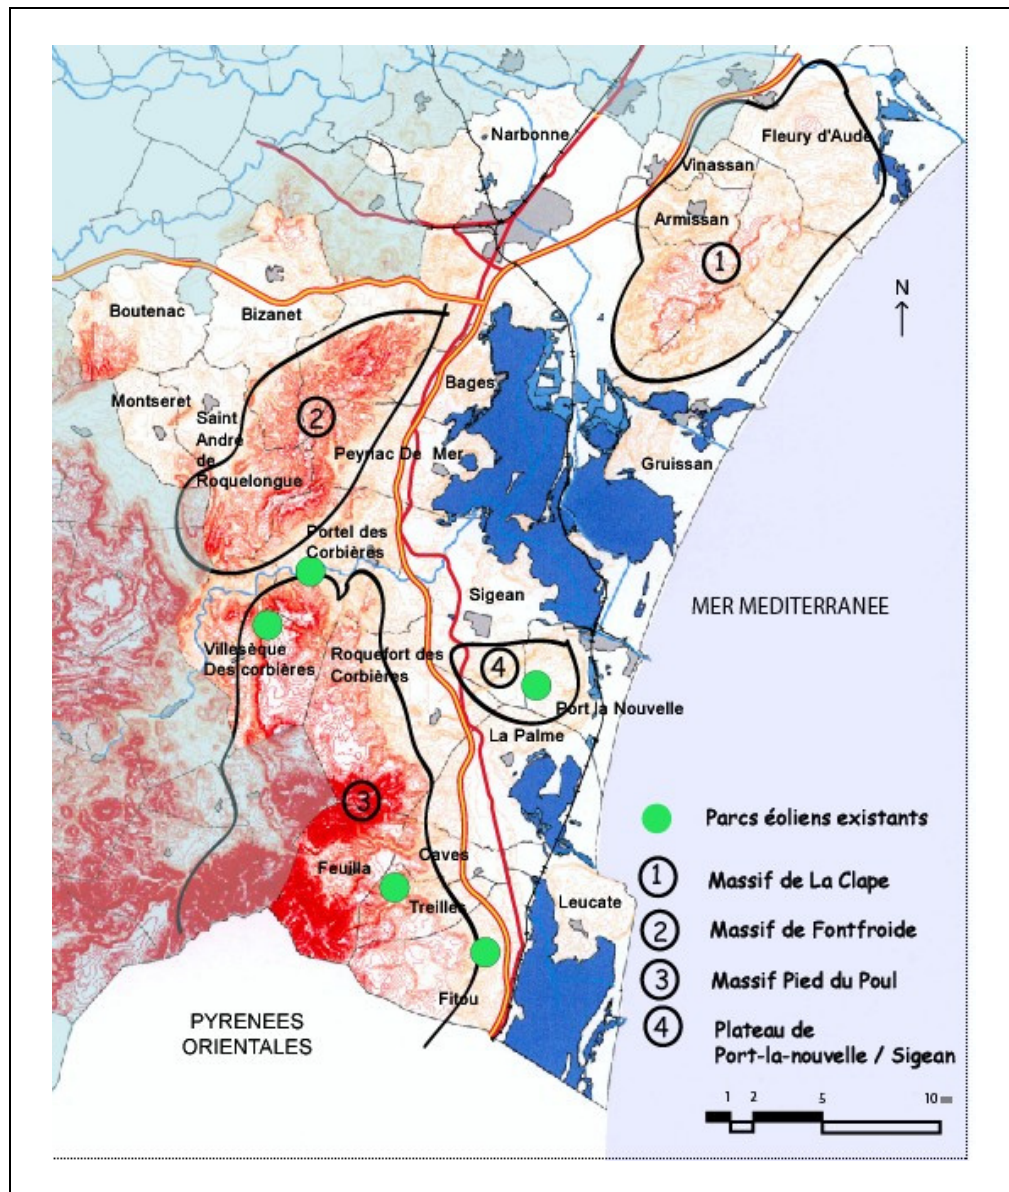 Narbonne
Fleury d'Aude
Vinassan
Armissan
1
N
Boutenac
Bizanet
Bages
Montseret
Saint
André
de
Roquelongue
2
Peyriac De Mer
Gruissan
Portel des
Corbières
Sigean
MER MEDITERRANEE
Villesèque
Des corbières
Roquefort des
Corbières
4
Port la Nouvelle
La Palme
3
Feuilla
Caves
Treilles
Leucate
Fitou
PYRENEES
ORIENTALES
Parcs éoliens existants
1 Massif de La Clape
2 Massif de Fontfroide
3 Massif Pied du Poul
4 Plateau de
Port-la-nouvelle / Sigean
1 2 5 10